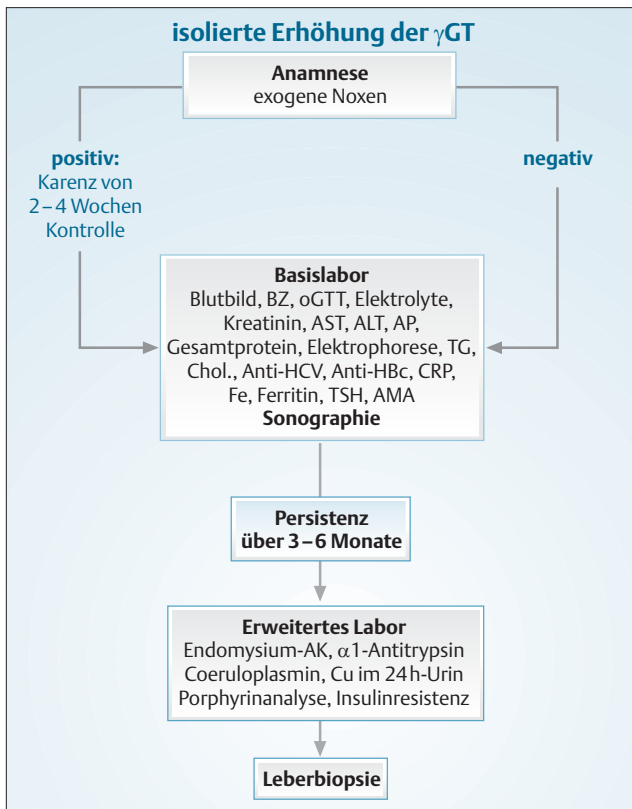 isolierte Erhöhung der γGT
Anamnese
exogene Noxen
positiv:
Karenz von
2–4 Wochen
Kontrolle
negativ
Basislabor
Blutbild, BZ, oGTT, Elektrolyte,
Kreatinin, AST, ALT, AP,
Gesamtprotein, Elektrophorese, TG,
Chol., Anti-HCV, Anti-HBc, CRP,
Fe, Ferritin, TSH, AMA
Sonographie
Persistenz
über 3–6 Monate
Erweitertes Labor
Endomysium-AK, α1-Antitrypsin
Coeruloplasmin, Cu im 24h-Urin
Porphyrinanalyse, Insulinresistenz
Leberbiopsie